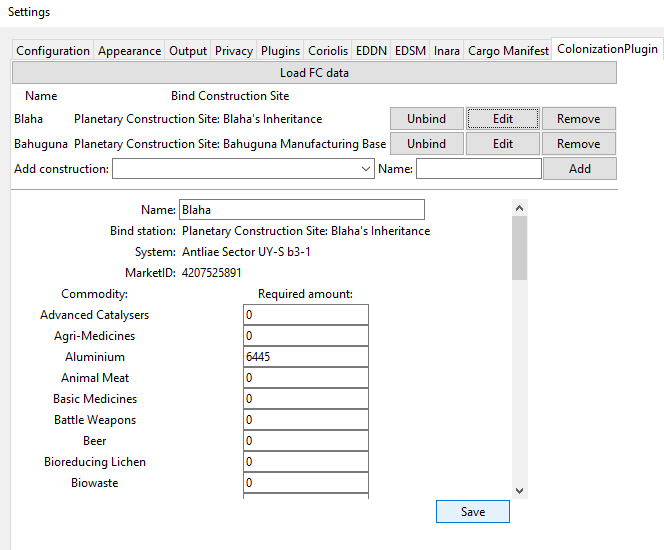 Settings
Configuration Appearance Output Privacy Plugins Coriolis EDDN EDSM Inara Cargo Manifest ColonizationPlugin
Load FC data
Name Bind Construction Site
Blaha Planetary Construction Site: Blaha's Inheritance Unbind Edit Remove
Bahuguna Planetary Construction Site: Bahuguna Manufacturing Base Unbind Edit Remove
Add construction: Name: Add
Name: Blaha
Bind station: Planetary Construction Site: Blaha's Inheritance
System: Antliae Sector UY-S b3-1
MarketID: 4207525891
Commodity: Required amount:
Advanced Catalysers 0
Agri-Medicines 0
Aluminium 6445
Animal Meat 0
Basic Medicines 0
Battle Weapons 0
Beer 0
Bioreducing Lichen 0
Biowaste 0
Save